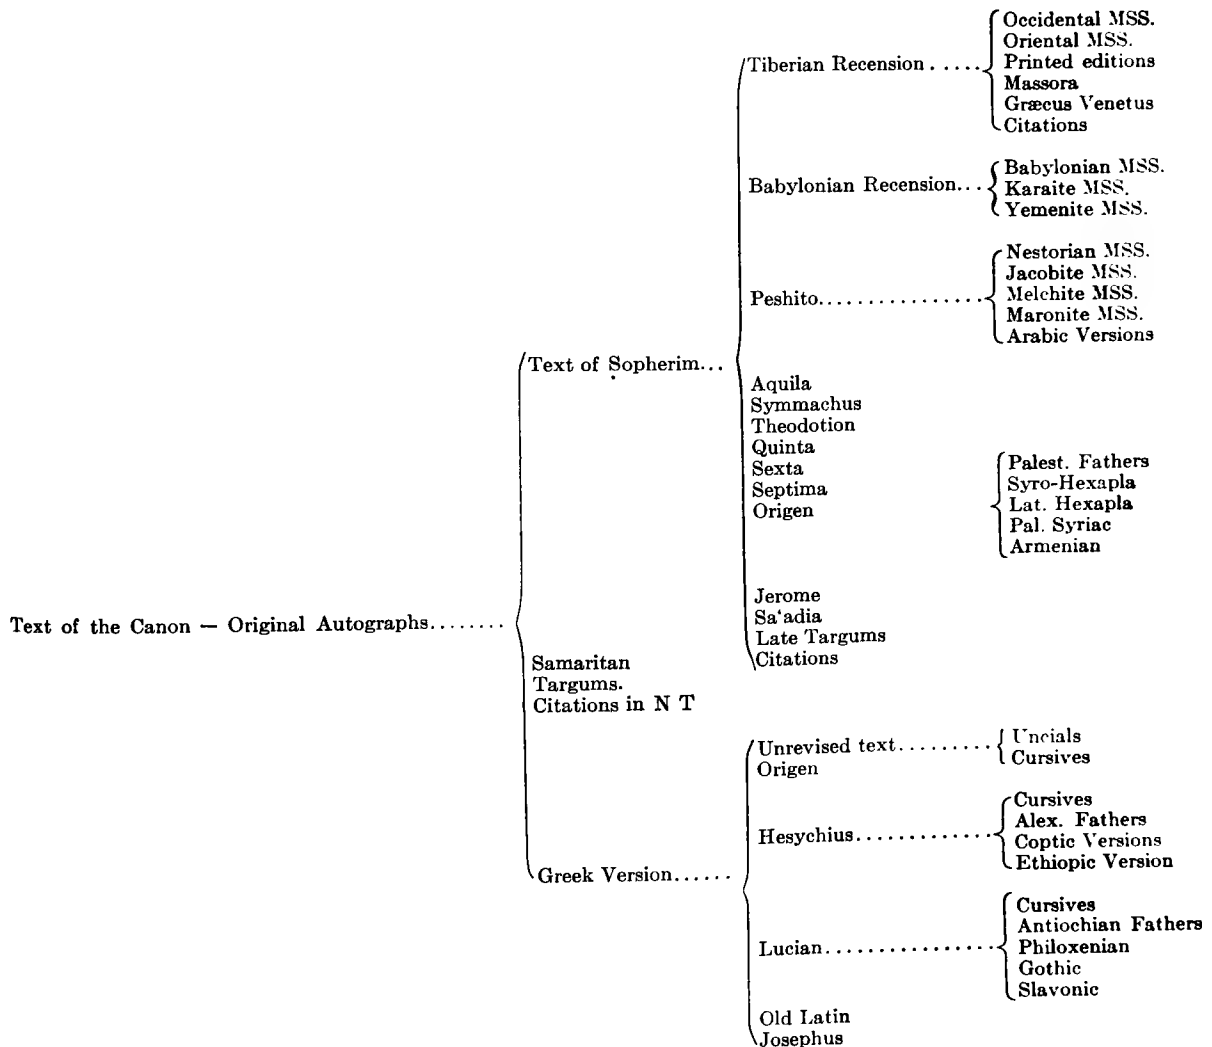 Text of the Canon — Original Autographs........
Text of Sopherim...
Tiberian Recension .....
Occidental MSS.
Oriental MSS.
Printed editions
Massora
Græcus Venetus
Citations
Babylonian Recension...
Babylonian MSS.
Karaite MSS.
Yemenite MSS.
Peshito.................
Nestorian MSS.
Jacobite MSS.
Melchite MSS.
Maronite MSS.
Arabic Versions
Aquila
Symmachus
Theodotion
Quinta
Sexta
Septima
Origen
Palest. Fathers
Syro-Hexapla
Lat. Hexapla
Pal. Syriac
Armenian
Jerome
Sa‘adia
Late Targums
Citations
Samaritan
Targums.
Citations in N T
Greek Version......
Unrevised text.........
Uncials
Cursives
Origen
Hesychius..............
Cursives
Alex. Fathers
Coptic Versions
Ethiopic Version
Lucian.................
Cursives
Antiochian Fathers
Philoxenian
Gothic
Slavonic
Old Latin
Josephus